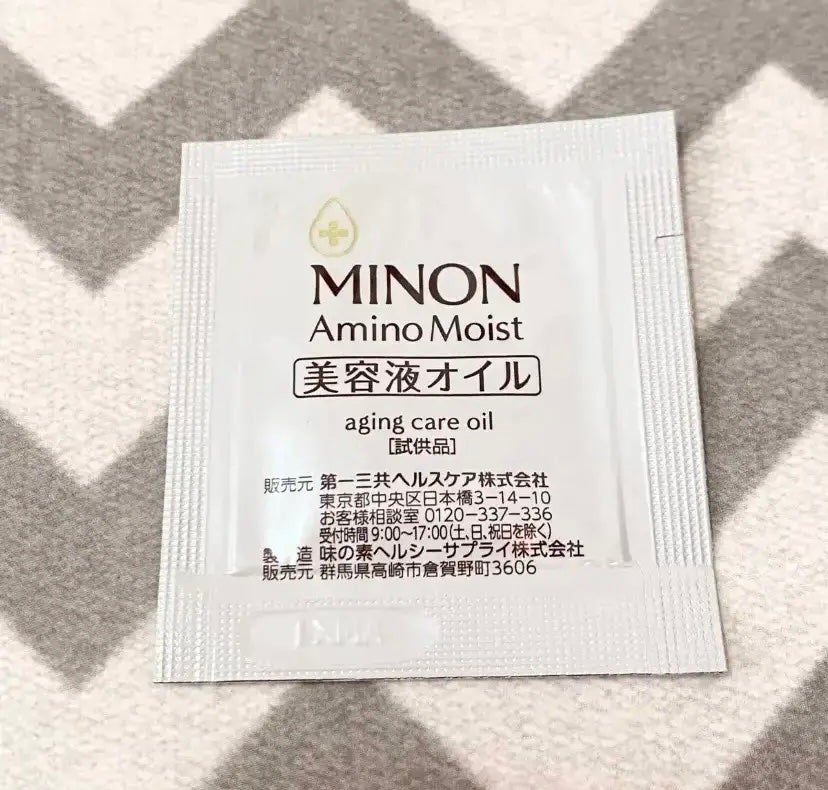 MINON
Amino Moist
美容液オイル
aging care oil
[試供品]
販売元 第一三共ヘルスケア株式会社
東京都中央区日本橋3-14-10
お客様相談室 0120-337-336
受付時間 9:00〜17:00(土、日、祝日を除く)
製造 味の素ヘルシーサプライ株式会社
販売元 群馬県高崎市倉賀野町3606